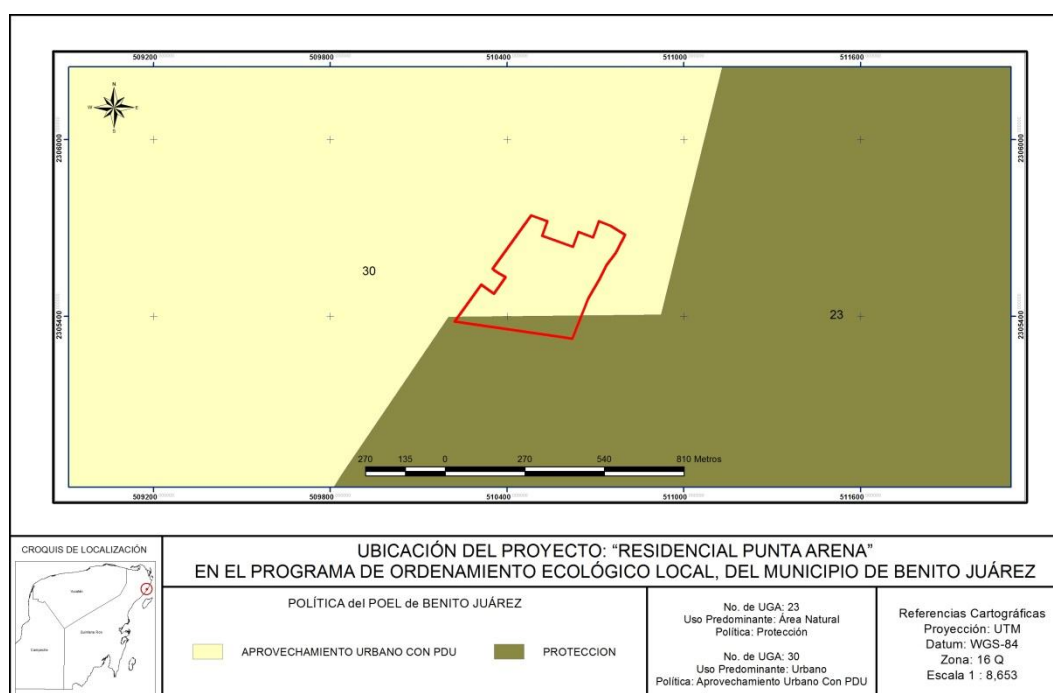 509200 509800 510400 511000 511600
N
W E
S
2306000 2306000
30
23
2305400 2305400
270 135 0 270 540 810 Metros
509200 509800 510400 511000 511600
CROQUIS DE LOCALIZACIÓN
Yucatán
Quintana Roo
Campeche
UBICACIÓN DEL PROYECTO: “RESIDENCIAL PUNTA ARENA”
EN EL PROGRAMA DE ORDENAMIENTO ECOLÓGICO LOCAL, DEL MUNICIPIO DE BENITO JUÁREZ
POLÍTICA del POEL de BENITO JUÁREZ
APROVECHAMIENTO URBANO CON PDU
PROTECCION
No. de UGA: 23
Uso Predominante: Área Natural
Política: Protección
No. de UGA: 30
Uso Predominante: Urbano
Política: Aprovechamiento Urbano Con PDU
Referencias Cartográficas
Proyección: UTM
Datum: WGS-84
Zona: 16 Q
Escala 1 : 8,653